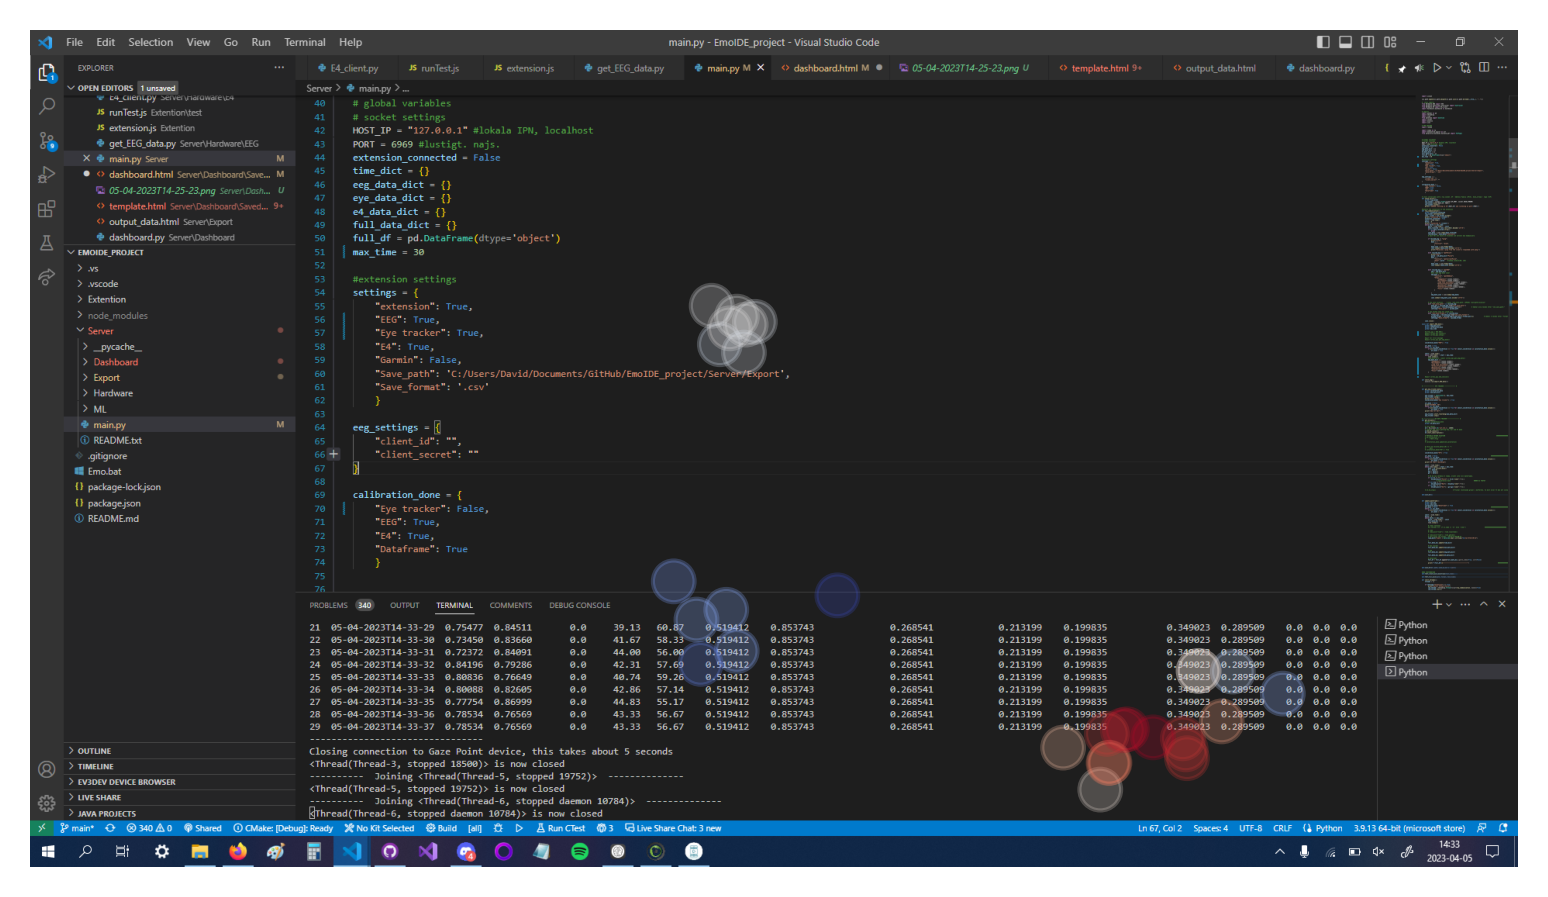 File Edit Selection View Go Run Terminal Help
main.py - EmoIDE_project - Visual Studio Code
EXPLORER
E4_client.py runTest.js extension.js get_EEG_data.py main.py M dashboard.html M 05-04-2023T14-25-23.png U template.html 9+ output_data.html dashboard.py
OPEN EDITORS 1 unsaved
Server > main.py > ...
E4_client.py Server\Hardware\E4
runTest.js Extention\test
extension.js Extention
get_EEG_data.py Server\Hardware\EEG
main.py Server M
dashboard.html Server\Dashboard\Save... M
05-04-2023T14-25-23.png Server\Dash... U
template.html Server\Dashboard\Saved... 9+
output_data.html Server\Export
dashboard.py Server\Dashboard
EMOIDE_PROJECT
.vs
.vscode
Extention
node_modules
Server
__pycache__
Dashboard
Export
Hardware
ML
main.py M
README.txt
.gitignore
Emo.bat
package-lock.json
package.json
README.md
OUTLINE
TIMELINE
EV3DEV DEVICE BROWSER
LIVE SHARE
JAVA PROJECTS
40 # global variables
41 # socket settings
42 HOST_IP = "127.0.0.1" #lokala IPN, localhost
43 PORT = 6969 #lustigt. najs.
44 extension_connected = False
45 time_dict = {}
46 eeg_data_dict = {}
47 eye_data_dict = {}
48 e4_data_dict = {}
49 full_data_dict = {}
50 full_df = pd.DataFrame(dtype='object')
51 max_time = 30
52
53 #extension settings
54 settings = {
55 "extension": True,
56 "EEG": True,
57 "Eye tracker": True,
58 "E4": True,
59 "Garmin": False,
60 "Save_path": 'C:/Users/David/Documents/GitHub/EmoIDE_project/Server/Export',
61 "Save_format": '.csv'
62 }
63
64 eeg_settings = {
65 "client_id": "",
66 "client_secret": ""
67 }
68
69 calibration_done = {
70 "Eye tracker": False,
71 "EEG": True,
72 "E4": True,
73 "Dataframe": True
74 }
75
76
PROBLEMS 340 OUTPUT TERMINAL COMMENTS DEBUG CONSOLE
21 05-04-2023T14-33-29 0.75477 0.84511 0.0 39.13 60.87 0.519412 0.853743 0.268541 0.213199 0.199835 0.349023 0.289509 0.0 0.0 0.0
22 05-04-2023T14-33-30 0.73450 0.83660 0.0 41.67 58.33 0.519412 0.853743 0.268541 0.213199 0.199835 0.349023 0.289509 0.0 0.0 0.0
23 05-04-2023T14-33-31 0.72372 0.84091 0.0 44.00 56.00 0.519412 0.853743 0.268541 0.213199 0.199835 0.349023 0.289509 0.0 0.0 0.0
24 05-04-2023T14-33-32 0.84196 0.79286 0.0 42.31 57.69 0.519412 0.853743 0.268541 0.213199 0.199835 0.349023 0.289509 0.0 0.0 0.0
25 05-04-2023T14-33-33 0.80836 0.76649 0.0 40.74 59.26 0.519412 0.853743 0.268541 0.213199 0.199835 0.349023 0.289509 0.0 0.0 0.0
26 05-04-2023T14-33-34 0.80088 0.82605 0.0 42.86 57.14 0.519412 0.853743 0.268541 0.213199 0.199835 0.349023 0.289509 0.0 0.0 0.0
27 05-04-2023T14-33-35 0.77754 0.86999 0.0 44.83 55.17 0.519412 0.853743 0.268541 0.213199 0.199835 0.349023 0.289509 0.0 0.0 0.0
28 05-04-2023T14-33-36 0.78534 0.76569 0.0 43.33 56.67 0.519412 0.853743 0.268541 0.213199 0.199835 0.349023 0.289509 0.0 0.0 0.0
29 05-04-2023T14-33-37 0.78534 0.76569 0.0 43.33 56.67 0.519412 0.853743 0.268541 0.213199 0.199835 0.349023 0.289509 0.0 0.0 0.0
--------------------------------
Closing connection to Gaze Point device, this takes about 5 seconds
<Thread(Thread-3, stopped 18500)> is now closed
---------- Joining <Thread(Thread-5, stopped 19752)> --------------
<Thread(Thread-5, stopped 19752)> is now closed
---------- Joining <Thread(Thread-6, stopped daemon 10784)> --------------
<Thread(Thread-6, stopped daemon 10784)> is now closed
Python
Python
Python
Python
main* 340 0 Shared CMake: [Debug]: Ready No Kit Selected Build [all] Run CTest 3 Live Share Chat: 3 new
Ln 67, Col 2 Spaces: 4 UTF-8 CRLF Python 3.9.13 64-bit (microsoft store)
14:33
2023-04-05